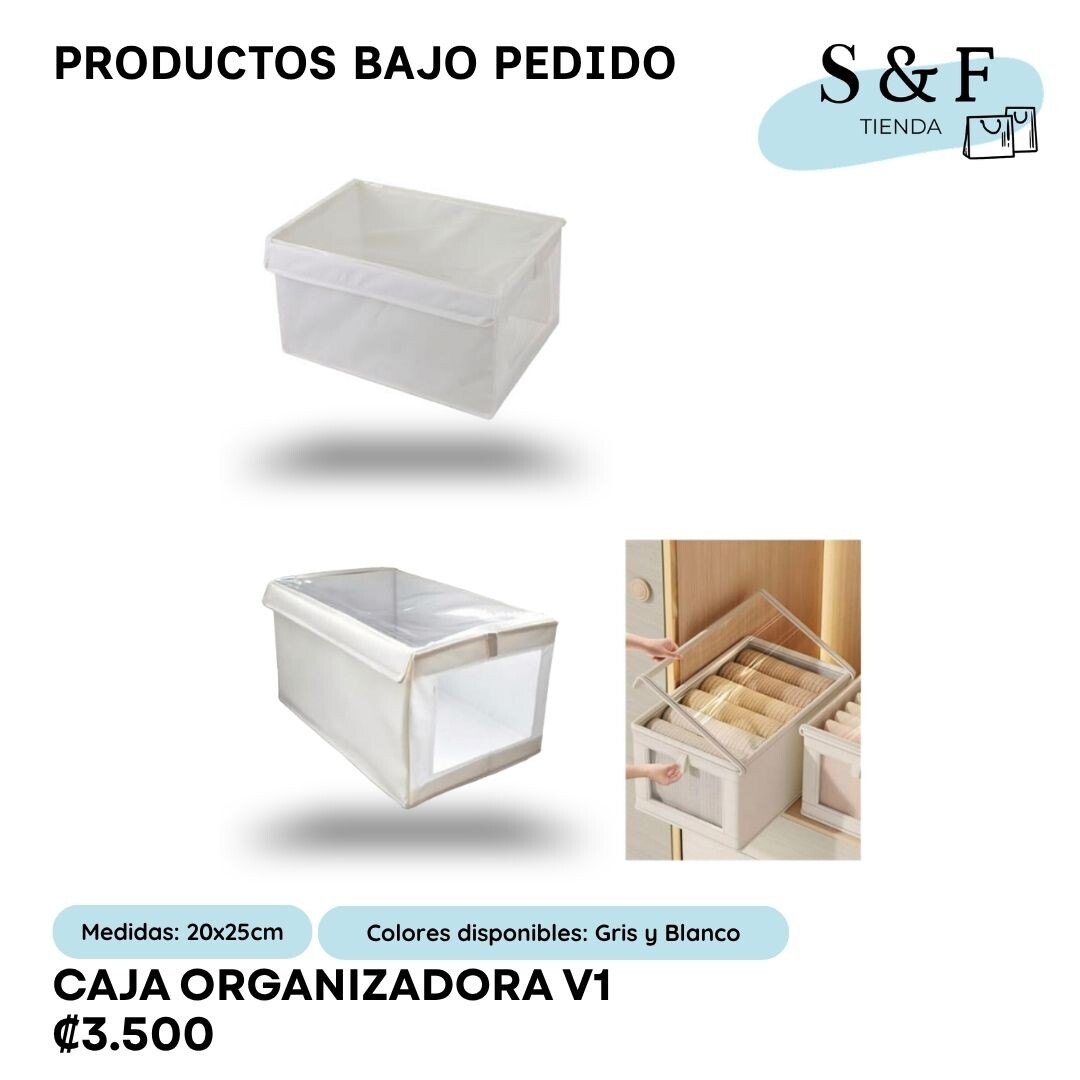 PRODUCTOS BAJO PEDIDO
S & F
TIENDA
Medidas: 20x25cm
Colores disponibles: Gris y Blanco
CAJA ORGANIZADORA V1
₡3.500